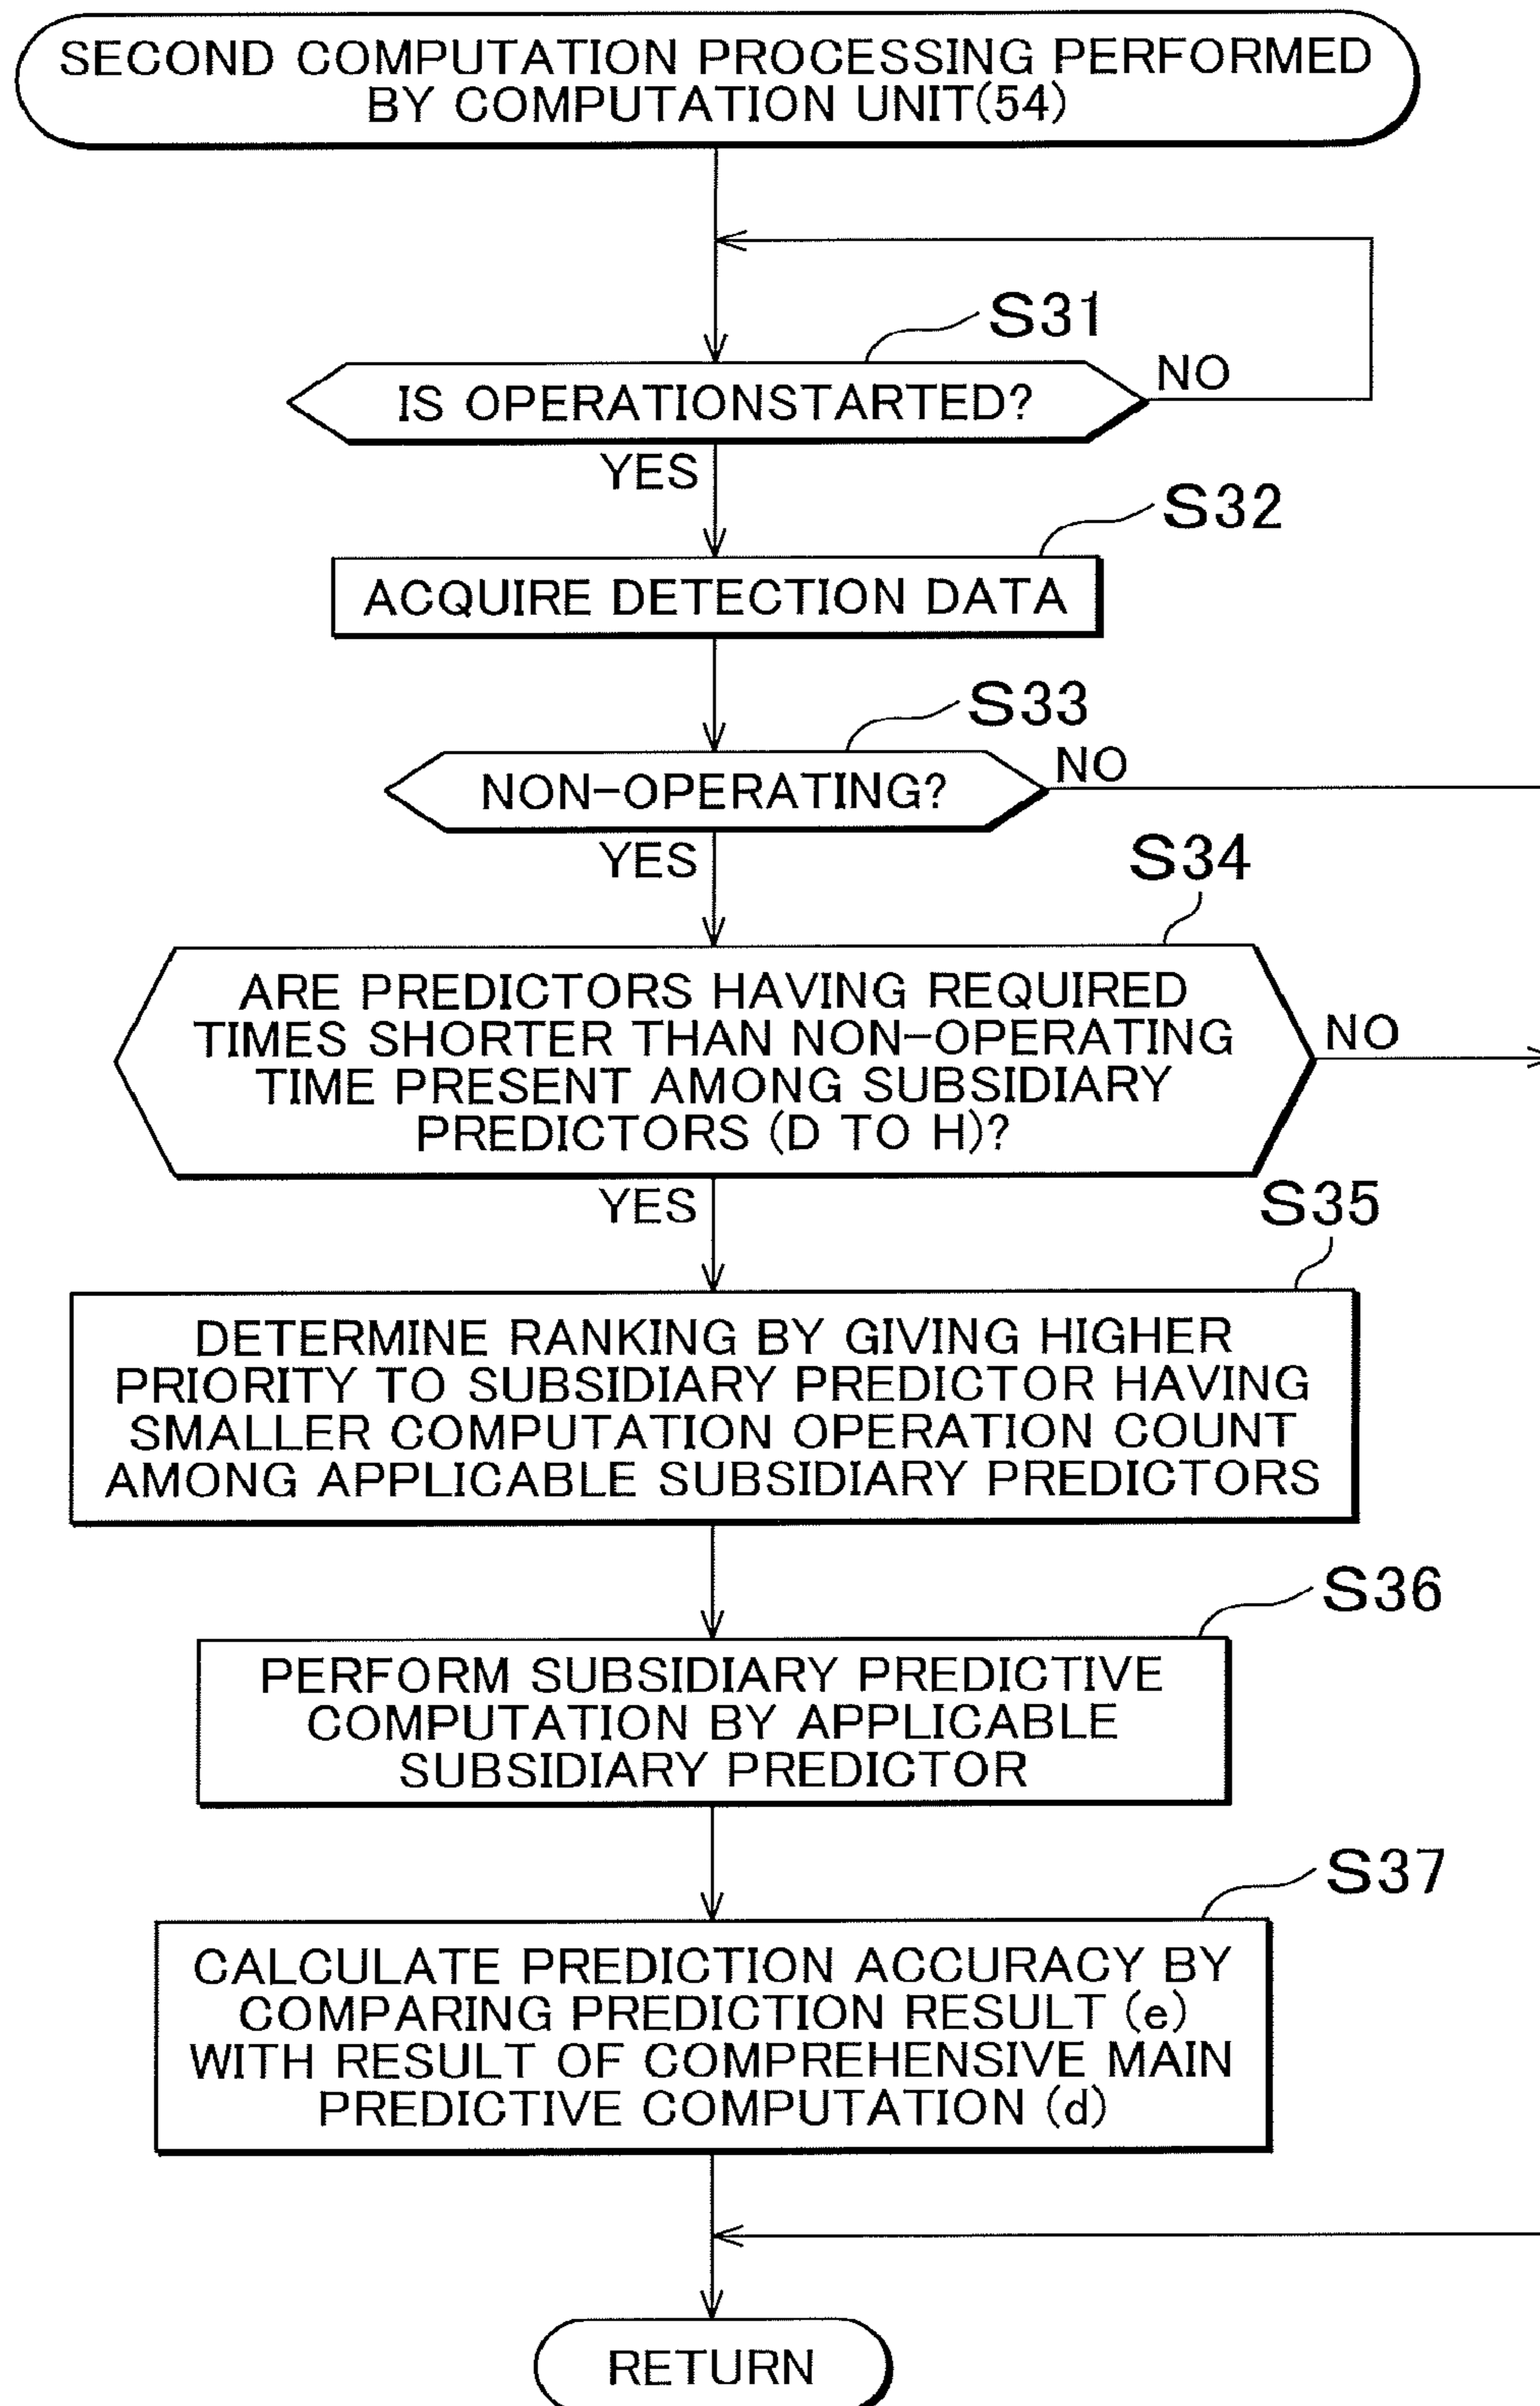 SECOND COMPUTATION PROCESSING PERFORMED
BY COMPUTATION UNIT(54)
S31
IS OPERATIONSTARTED?
NO
YES
S32
ACQUIRE DETECTION DATA
S33
NON-OPERATING?
NO
YES
S34
ARE PREDICTORS HAVING REQUIRED
TIMES SHORTER THAN NON-OPERATING
TIME PRESENT AMONG SUBSIDIARY
PREDICTORS (D TO H)?
NO
YES
S35
DETERMINE RANKING BY GIVING HIGHER
PRIORITY TO SUBSIDIARY PREDICTOR HAVING
SMALLER COMPUTATION OPERATION COUNT
AMONG APPLICABLE SUBSIDIARY PREDICTORS
S36
PERFORM SUBSIDIARY PREDICTIVE
COMPUTATION BY APPLICABLE
SUBSIDIARY PREDICTOR
S37
CALCULATE PREDICTION ACCURACY BY
COMPARING PREDICTION RESULT (e)
WITH RESULT OF COMPREHENSIVE MAIN
PREDICTIVE COMPUTATION (d)
RETURN